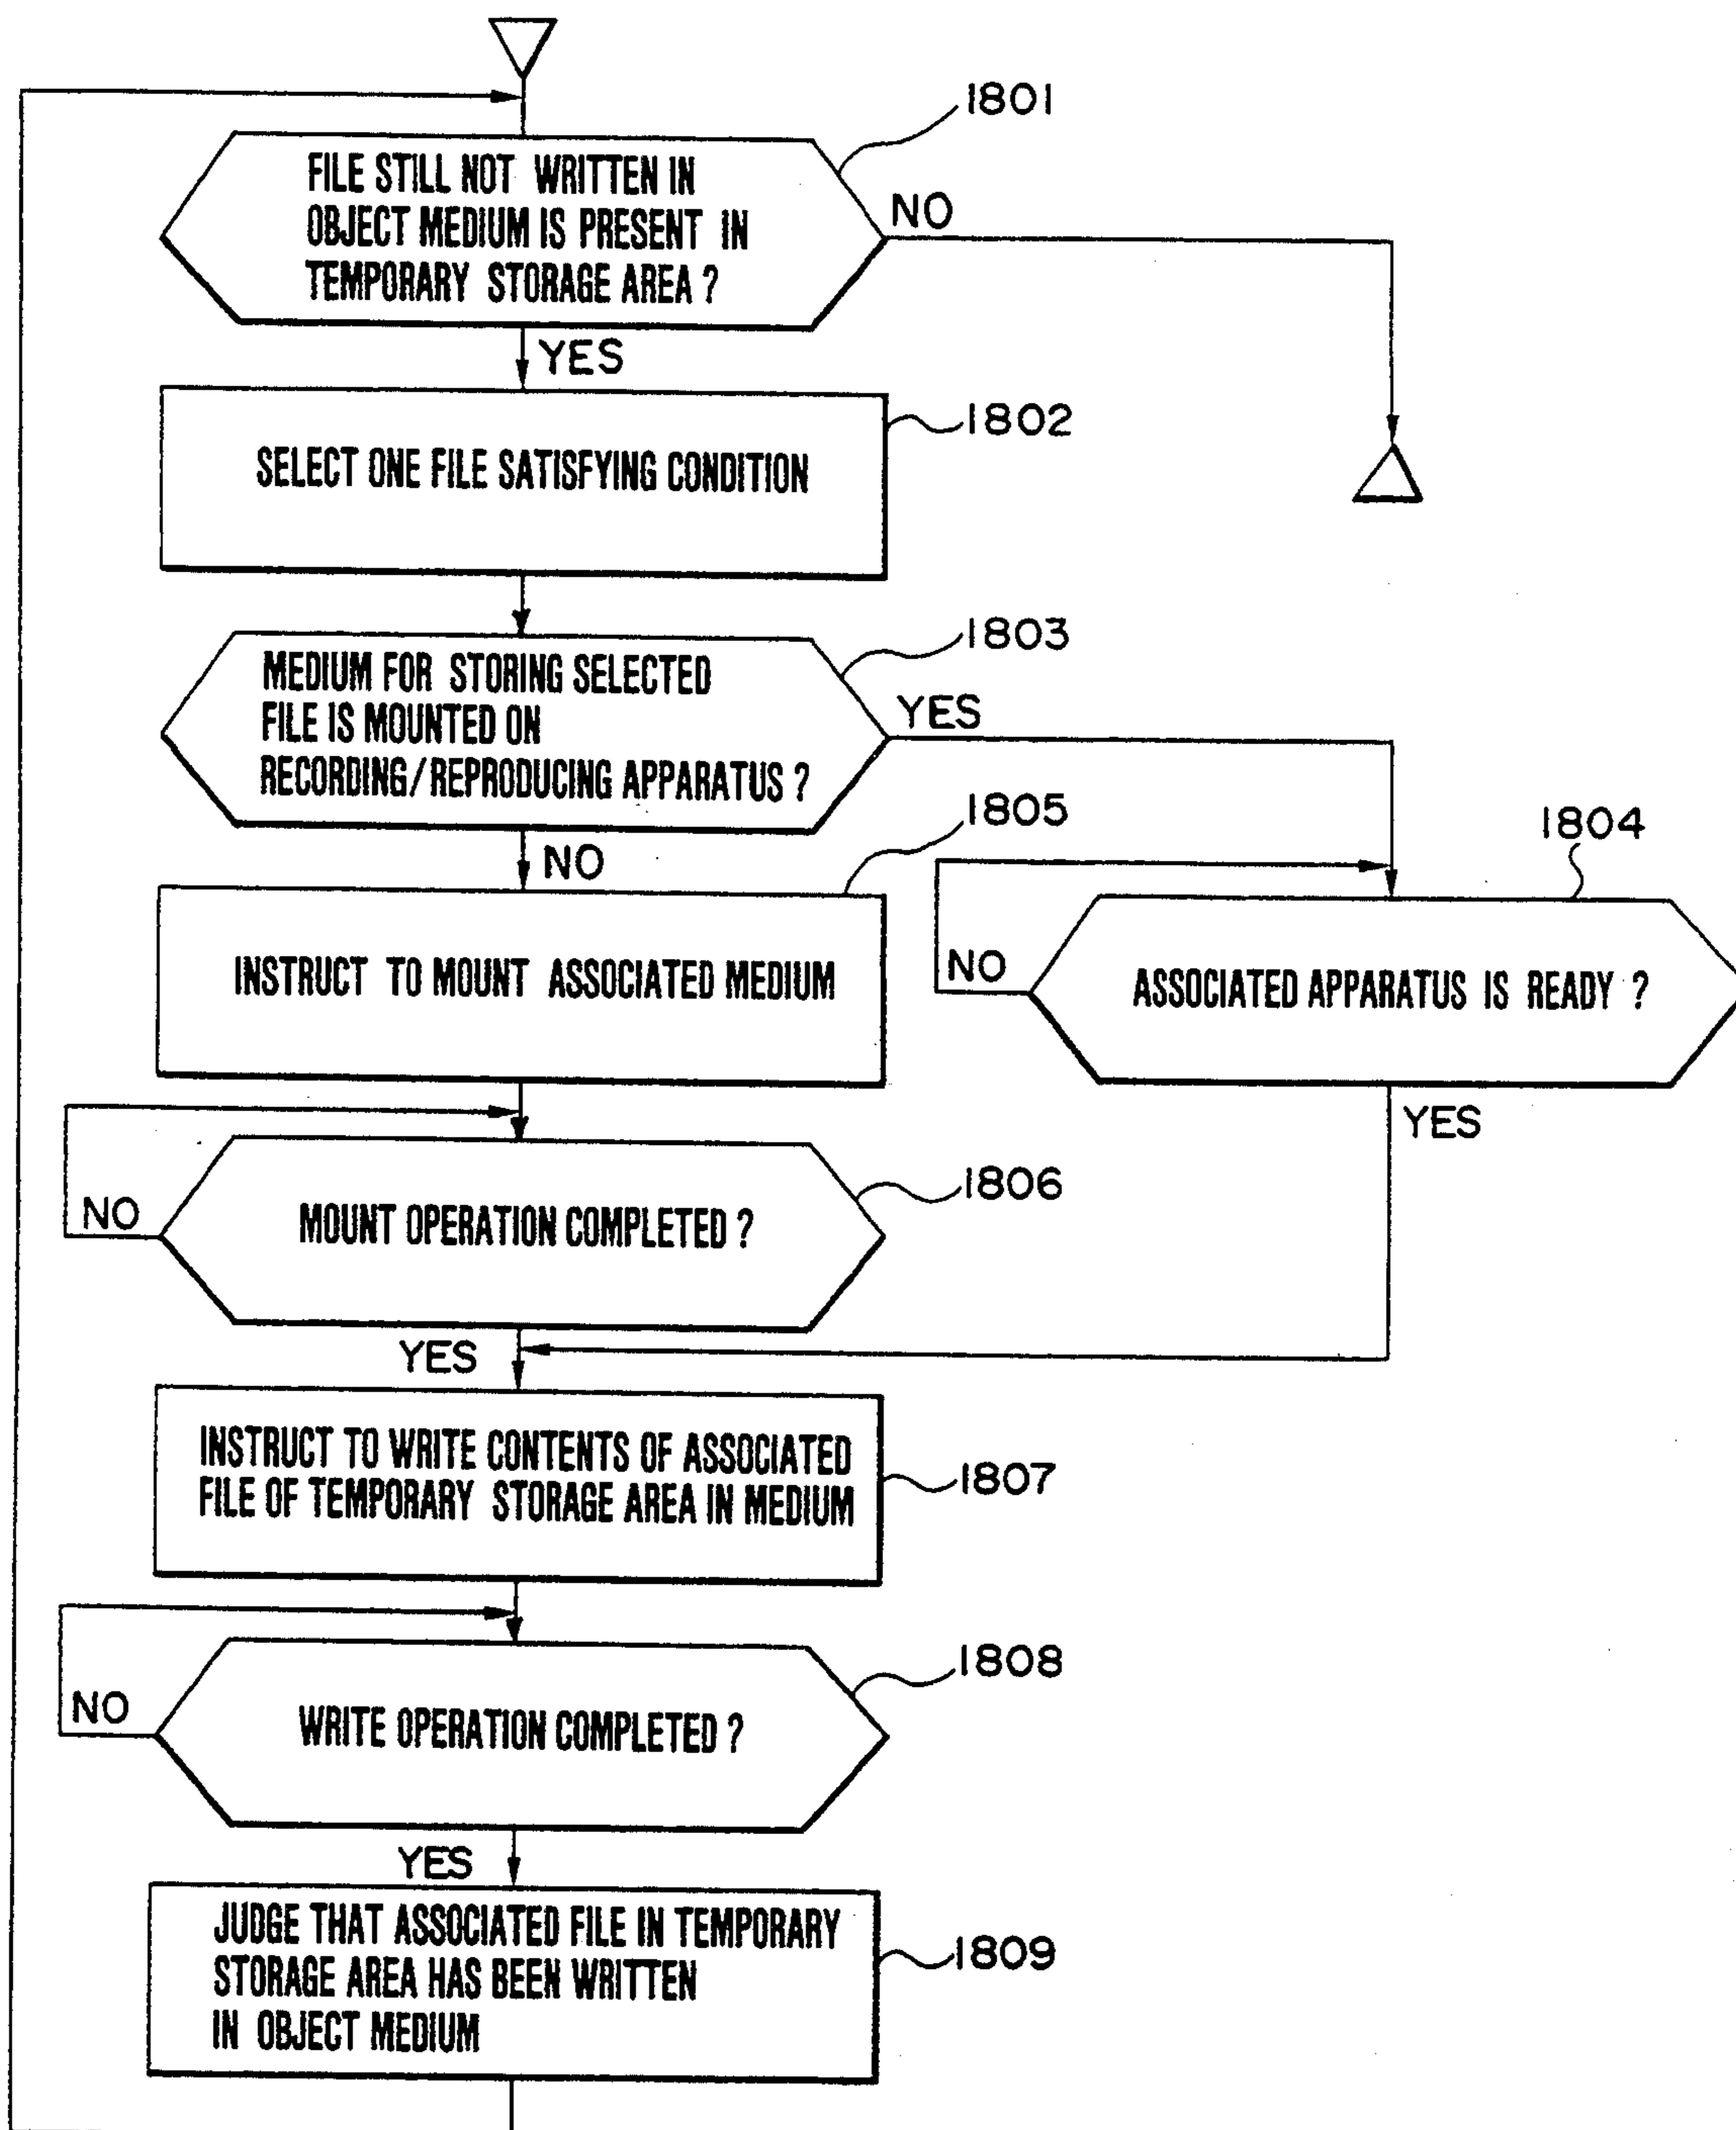 1801
FILE STILL NOT WRITTEN IN
OBJECT MEDIUM IS PRESENT IN
TEMPORARY STORAGE AREA ?
NO
YES
1802
SELECT ONE FILE SATISFYING CONDITION
1803
MEDIUM FOR STORING SELECTED
FILE IS MOUNTED ON
RECORDING/REPRODUCING APPARATUS ?
YES
NO
1805
INSTRUCT TO MOUNT ASSOCIATED MEDIUM
1804
NO
ASSOCIATED APPARATUS IS READY ?
YES
1806
NO
MOUNT OPERATION COMPLETED ?
YES
INSTRUCT TO WRITE CONTENTS OF ASSOCIATED
FILE OF TEMPORARY STORAGE AREA IN MEDIUM
1807
1808
NO
WRITE OPERATION COMPLETED ?
YES
JUDGE THAT ASSOCIATED FILE IN TEMPORARY
STORAGE AREA HAS BEEN WRITTEN
IN OBJECT MEDIUM
1809